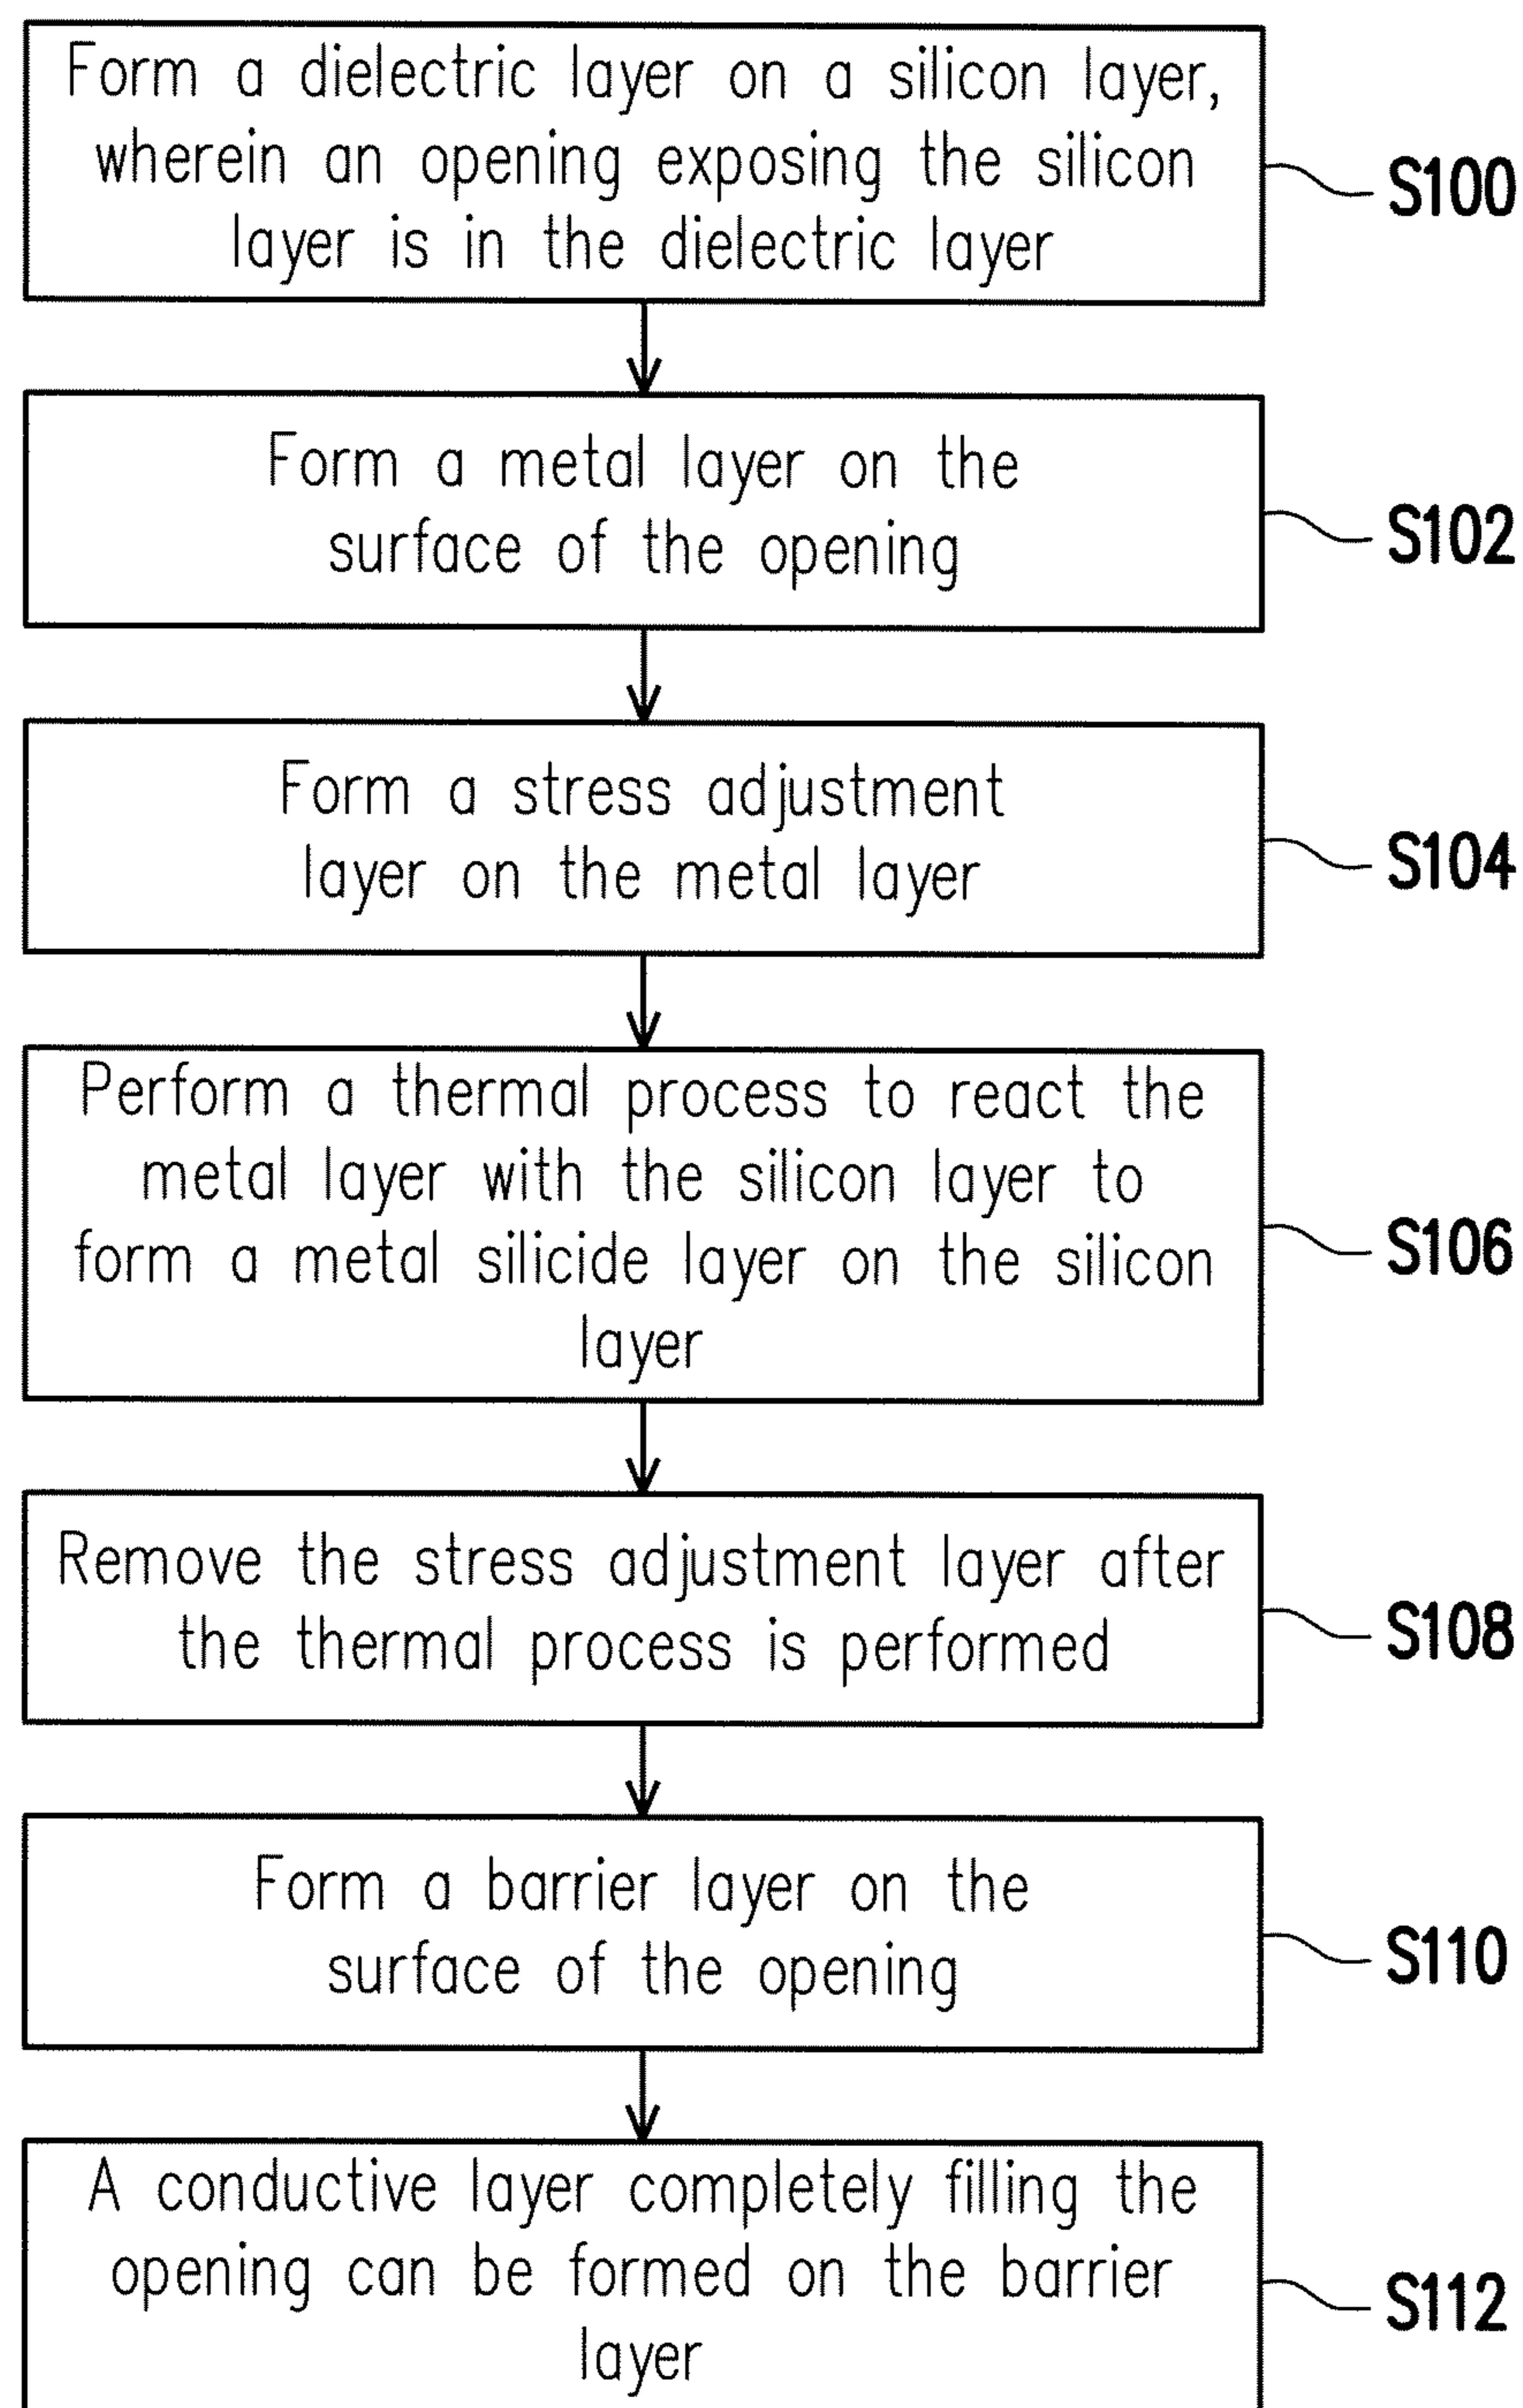 Form a dielectric layer on a silicon layer,
wherein an opening exposing the silicon
layer is in the dielectric layer
S100
Form a metal layer on the
surface of the opening
S102
Form a stress adjustment
layer on the metal layer
S104
Perform a thermal process to react the
metal layer with the silicon layer to
form a metal silicide layer on the silicon
layer
S106
Remove the stress adjustment layer after
the thermal process is performed
S108
Form a barrier layer on the
surface of the opening
S110
A conductive layer completely filling the
opening can be formed on the barrier
layer
S112